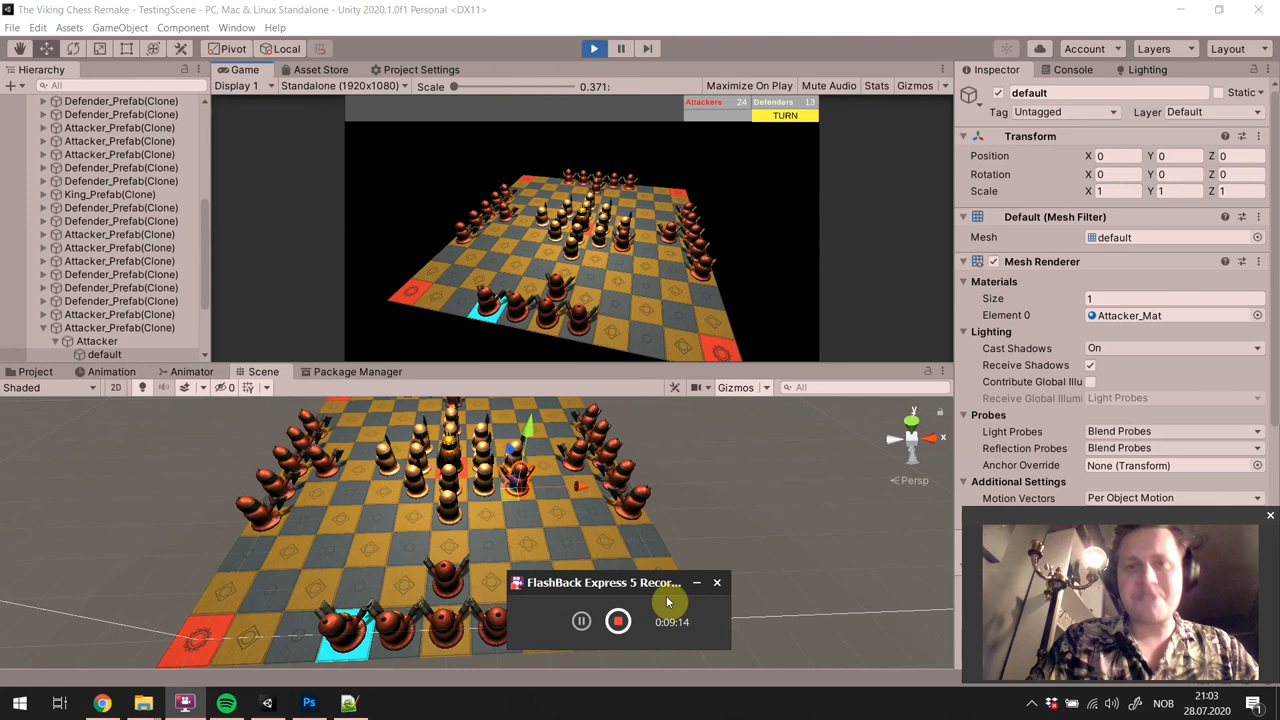 The Viking Chess Remake - TestingScene - PC, Mac & Linux Standalone - Unity 2020.1.0f1 Personal <DX11>
File Edit Assets GameObject Component Window Help
Pivot Local Account Layers Layout
Hierarchy
All
Defender_Prefab(Clone)
Defender_Prefab(Clone)
Attacker_Prefab(Clone)
Attacker_Prefab(Clone)
Attacker_Prefab(Clone)
Defender_Prefab(Clone)
Defender_Prefab(Clone)
King_Prefab(Clone)
Defender_Prefab(Clone)
Defender_Prefab(Clone)
Attacker_Prefab(Clone)
Attacker_Prefab(Clone)
Attacker_Prefab(Clone)
Defender_Prefab(Clone)
Defender_Prefab(Clone)
Attacker_Prefab(Clone)
Attacker_Prefab(Clone)
Attacker_Prefab(Clone)
Attacker
default
Game Asset Store Project Settings
Display 1 Standalone (1920x1080) Scale 0.371: Maximize On Play Mute Audio Stats Gizmos
Attackers 24 Defenders 13
TURN
Project Animation Animator Scene Package Manager
Shaded 2D 0 Gizmos All
y
x
Persp
FlashBack Express 5 Recor...
0:09:14
Inspector Console Lighting
default Static
Tag Untagged Layer Default
Transform
Position X 0 Y 0 Z 0
Rotation X 0 Y 0 Z 0
Scale X 1 Y 1 Z 1
Default (Mesh Filter)
Mesh default
Mesh Renderer
Materials
Size 1
Element 0 Attacker_Mat
Lighting
Cast Shadows On
Receive Shadows
Contribute Global Illu
Receive Global Illumi Light Probes
Probes
Light Probes Blend Probes
Reflection Probes Blend Probes
Anchor Override None (Transform)
Additional Settings
Motion Vectors Per Object Motion
Ps
NOB
21:03
28.07.2020
1